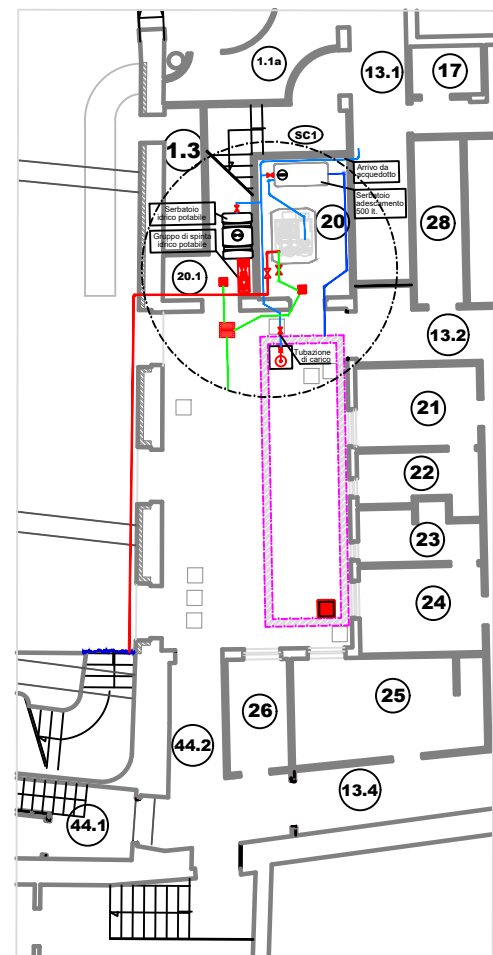 1.1a
13.1
17
SC1
1.3
Arrivo da
acquedotto
Serbatoio
adescamento
500 lt.
Serbatoio
idrico potabile
20
28
Gruppo di spinta
idrico potabile
20.1
13.2
Tubazione
di carico
21
22
23
24
26
25
44.2
13.4
44.1